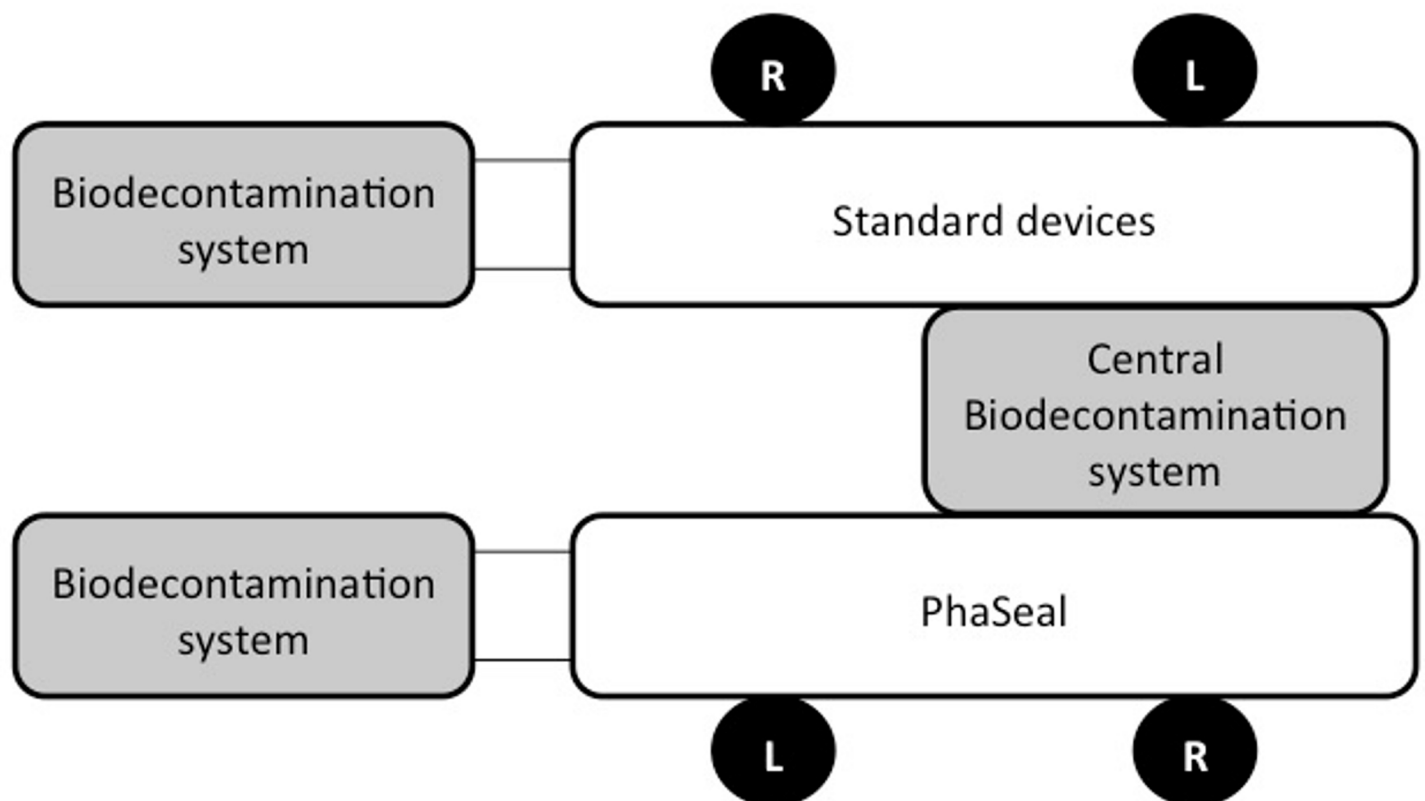 R
L
Biodecontamination
system
Standard devices
Central
Biodecontamination
system
Biodecontamination
system
PhaSeal
L
R